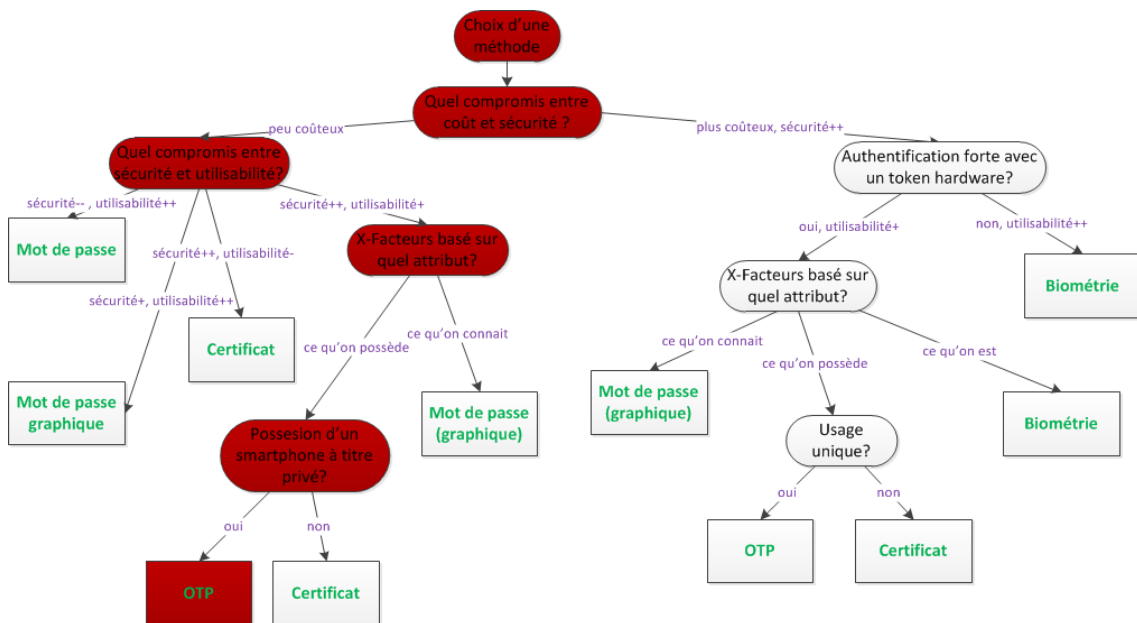 Choix d'une
méthode
Quel compromis entre
coût et sécurité ?
peu coûteux
plus coûteux, sécurité++
Quel compromis entre
sécurité et utilisabilité?
Authentification forte avec
un token hardware?
sécurité-- , utilisabilité++
sécurité++, utilisabilité+
oui, utilisabilité+
non, utilisabilité++
Mot de passe
X-Facteurs basé sur
quel attribut?
sécurité++, utilisabilité-
X-Facteurs basé sur
quel attribut?
Biométrie
sécurité+, utilisabilité++
Certificat
ce qu'on possède
ce qu'on connait
ce qu'on connait
ce qu'on possède
ce qu'on est
Mot de passe
graphique
Mot de passe
(graphique)
Mot de passe
(graphique)
Biométrie
Possesion d'un
smartphone à titre
privé?
Usage
unique?
oui
non
oui
non
OTP
Certificat
OTP
Certificat